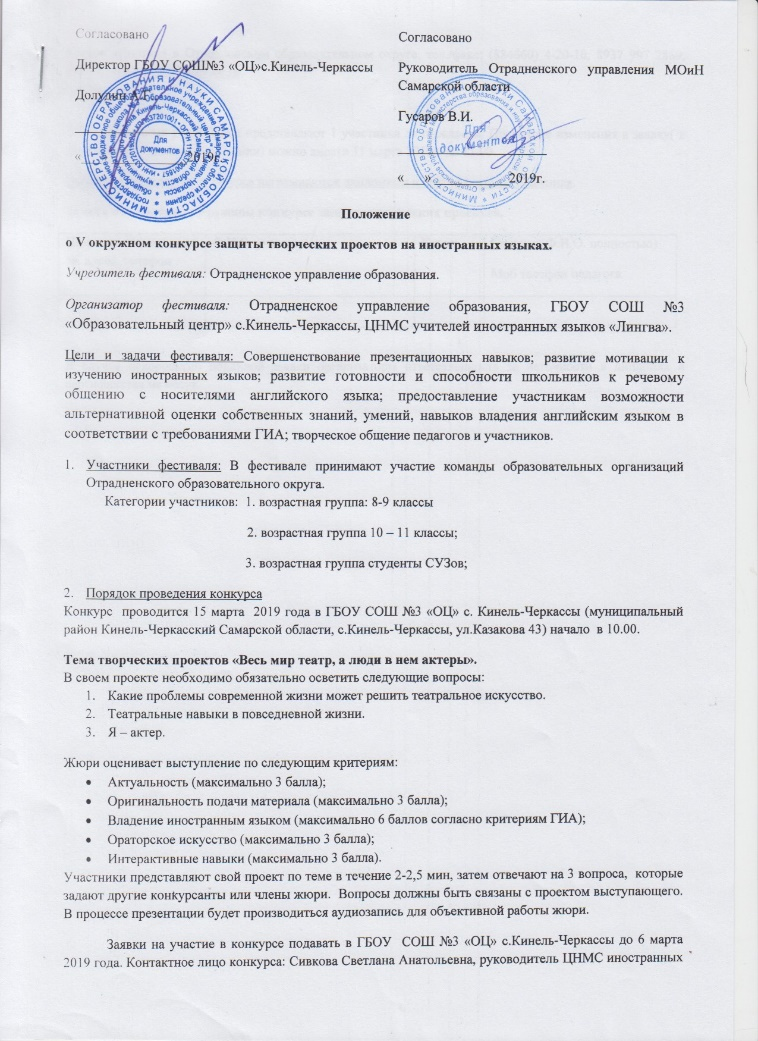 Согласовано
Директор ГБОУ СОШ№3 «ОЦ»с.Кинель-Черкассы
Долудин А.Г.
« 2019г.
Согласовано
Руководитель Отрадненского управления МОиН
Самарской области
Гусаров В.И.
«___»___________2019г.
Для документов
Для документов
Положение
о V окружном конкурсе защиты творческих проектов на иностранных языках.
Учредитель фестиваля: Отрадненское управление образования.
Организатор фестиваля: Отрадненское управление образования, ГБОУ СОШ №3
«Образовательный центр» с.Кинель-Черкассы, ЦНМС учителей иностранных языков «Лингва».
Цели и задачи фестиваля: Совершенствование презентационных навыков; развитие мотивации к
изучению иностранных языков; развитие готовности и способности школьников к речевому
общению с носителями английского языка; предоставление участникам возможности
альтернативной оценки собственных знаний, умений, навыков владения английским языком в
соответствии с требованиями ГИА; творческое общение педагогов и участников.
1. Участники фестиваля: В фестивале принимают участие команды образовательных организаций
Отрадненского образовательного округа.
Категории участников: 1. возрастная группа: 8-9 классы
2. возрастная группа 10 – 11 классы;
3. возрастная группа студенты СУЗов;
2. Порядок проведения конкурса
Конкурс проводится 15 марта 2019 года в ГБОУ СОШ №3 «ОЦ» с. Кинель-Черкассы (муниципальный
район Кинель-Черкасский Самарской области, с.Кинель-Черкассы, ул.Казакова 43) начало в 10.00.
Тема творческих проектов «Весь мир театр, а люди в нем актеры».
В своем проекте необходимо обязательно осветить следующие вопросы:
1. Какие проблемы современной жизни может решить театральное искусство.
2. Театральные навыки в повседневной жизни.
3. Я – актер.
Жюри оценивает выступление по следующим критериям:
• Актуальность (максимально 3 балла);
• Оригинальность подачи материала (максимально 3 балла);
• Владение иностранным языком (максимально 6 баллов согласно критериям ГИА);
• Ораторское искусство (максимально 3 балла);
• Интерактивные навыки (максимально 3 балла).
Участники представляют свой проект по теме в течение 2-2,5 мин, затем отвечают на 3 вопроса, которые
задают другие конкурсанты или члены жюри. Вопросы должны быть связаны с проектом выступающего.
В процессе презентации будет производиться аудиозапись для объективной работы жюри.
Заявки на участие в конкурсе подавать в ГБОУ СОШ №3 «ОЦ» с.Кинель-Черкассы до 6 марта
2019 года. Контактное лицо конкурса: Сивкова Светлана Анатольевна, руководитель ЦНМС иностранных